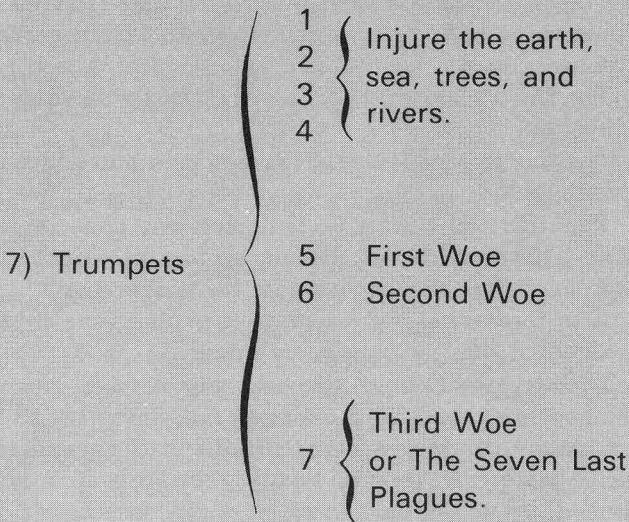 1
2
3
4
Injure the earth,
sea, trees, and
rivers.
7) Trumpets
5 First Woe
6 Second Woe
7
Third Woe
or The Seven Last
Plagues.